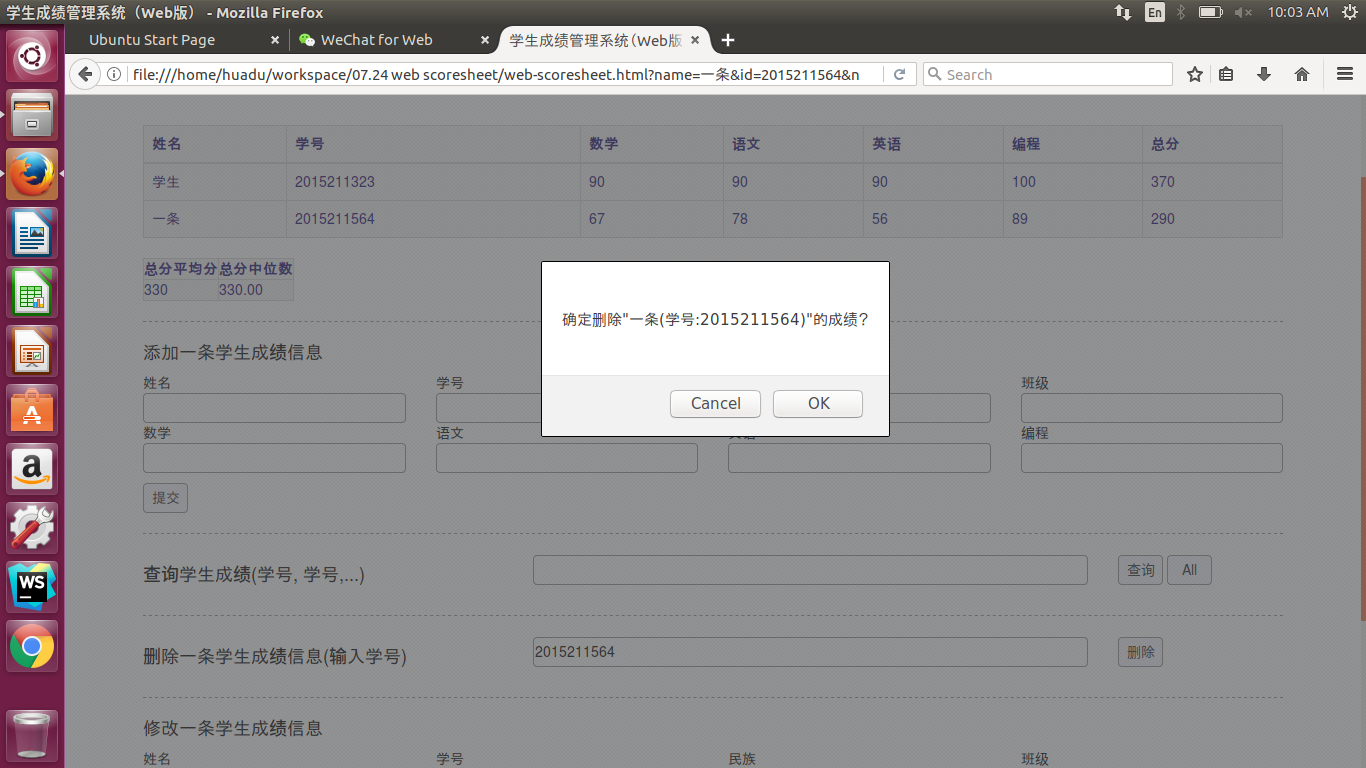 学生成绩管理系统（Web版） - Mozilla Firefox
En
10:03 AM
Ubuntu Start Page
WeChat for Web
学生成绩管理系统（Web版
file:///home/huadu/workspace/07.24 web scoresheet/web-scoresheet.html?name=一条&id=2015211564&n
Search
姓名 学号 数学 语文 英语 编程 总分
学生 2015211323 90 90 90 100 370
一条 2015211564 67 78 56 89 290
总分平均分 总分中位数
330 330.00
确定删除"一条(学号:2015211564)"的成绩?
Cancel OK
添加一条学生成绩信息
姓名 学号 班级
数学 语文 编程
提交
查询学生成绩(学号, 学号,...)
查询 All
删除一条学生成绩信息(输入学号)
2015211564
删除
修改一条学生成绩信息
姓名 学号 民族 班级
WS